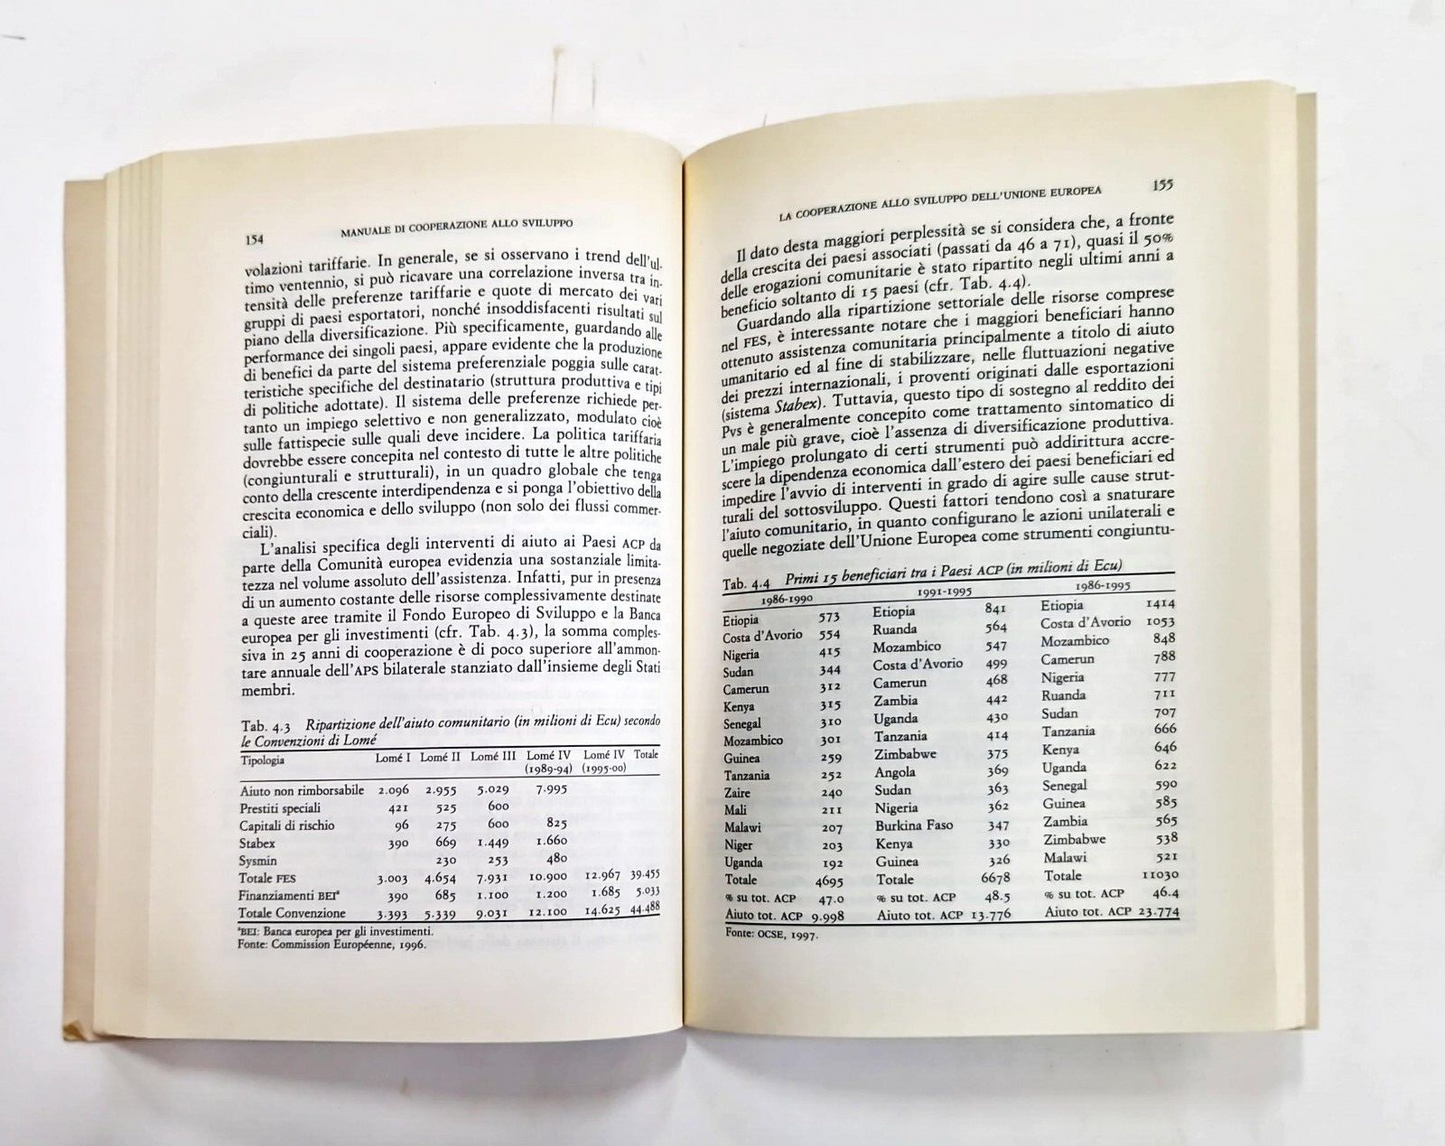 154 MANUALE DI COOPERAZIONE ALLO SVILUPPO
volazioni tariffarie. In generale, se si osservano i trend dell'ul-
timo ventennio, si può ricavare una correlazione inversa tra in-
tensità delle preferenze tariffarie e quote di mercato dei vari
gruppi di paesi esportatori, nonché insoddisfacenti risultati sul
piano della diversificazione. Più specificamente, guardando alle
performance dei singoli paesi, appare evidente che la produzione
di benefici da parte del sistema preferenziale poggia sulle carat-
teristiche specifiche del destinatario (struttura produttiva e tipi
di politiche adottate). Il sistema delle preferenze richiede per-
tanto un impiego selettivo e non generalizzato, modulato cioè
sulle fattispecie sulle quali deve incidere. La politica tariffaria
dovrebbe essere concepita nel contesto di tutte le altre politiche
(congiunturali e strutturali), in un quadro globale che tenga
conto della crescente interdipendenza e si ponga l'obiettivo della
crescita economica e dello sviluppo (non solo dei flussi commer-
ciali).
L'analisi specifica degli interventi di aiuto ai Paesi ACP da
parte della Comunità europea evidenzia una sostanziale limita-
tezza nel volume assoluto dell'assistenza. Infatti, pur in presenza
di un aumento costante delle risorse complessivamente destinate
a queste aree tramite il Fondo Europeo di Sviluppo e la Banca
europea per gli investimenti (cfr. Tab. 4.3), la somma comples-
siva in 25 anni di cooperazione è di poco superiore all'ammon-
tare annuale dell'APS bilaterale stanziato dall'insieme degli Stati
membri.
Tab. 4.3 Ripartizione dell'aiuto comunitario (in milioni di Ecu) secondo
le Convenzioni di Lomé
Tipologia Lomé I Lomé II Lomé III Lomé IV Lomé IV Totale
(1989-94) (1995-00)
Aiuto non rimborsabile 2.096 2.955 5.029 7.995
Prestiti speciali 421 525 600
Capitali di rischio 96 275 600 825
Stabex 390 669 1.449 1.660
Sysmin 230 253 480
Totale FES 3.003 4.654 7.931 10.900 12.967 39.455
Finanziamenti BEI* 390 685 1.100 1.200 1.685 5.033
Totale Convenzione 3.393 5.339 9.031 12.100 14.625 44.488
*BEI: Banca europea per gli investimenti.
Fonte: Commission Européenne, 1996.
LA COOPERAZIONE ALLO SVILUPPO DELL'UNIONE EUROPEA 155
Il dato desta maggiori perplessità se si considera che, a fronte
della crescita dei paesi associati (passati da 46 a 71), quasi il 50%
delle erogazioni comunitarie è stato ripartito negli ultimi anni a
beneficio soltanto di 15 paesi (cfr. Tab. 4.4).
Guardando alla ripartizione settoriale delle risorse comprese
nel FES, è interessante notare che i maggiori beneficiari hanno
ottenuto assistenza comunitaria principalmente a titolo di aiuto
umanitario ed al fine di stabilizzare, nelle fluttuazioni negative
dei prezzi internazionali, i proventi originati dalle esportazioni
(sistema Stabex). Tuttavia, questo tipo di sostegno al reddito dei
Pvs è generalmente concepito come trattamento sintomatico di
un male più grave, cioè l'assenza di diversificazione produttiva.
L'impiego prolungato di certi strumenti può addirittura accre-
scere la dipendenza economica dall'estero dei paesi beneficiari ed
impedire l'avvio di interventi in grado di agire sulle cause strut-
turali del sottosviluppo. Questi fattori tendono così a snaturare
l'aiuto comunitario, in quanto configurano le azioni unilaterali e
quelle negoziate dell'Unione Europea come strumenti congiuntu-
Tab. 4.4 Primi 15 beneficiari tra i Paesi ACP (in milioni di Ecu)
1986-1990 1991-1995 1986-1995
Etiopia 573 Etiopia 841 Etiopia 1414
Costa d'Avorio 554 Ruanda 564 Costa d'Avorio 1053
Nigeria 415 Mozambico 547 Mozambico 848
Sudan 344 Costa d'Avorio 499 Camerun 788
Camerun 312 Camerun 468 Nigeria 777
Kenya 315 Zambia 442 Ruanda 711
Senegal 310 Uganda 430 Sudan 707
Mozambico 301 Tanzania 414 Tanzania 666
Guinea 259 Zimbabwe 375 Kenya 646
Tanzania 252 Angola 369 Uganda 622
Zaire 240 Sudan 363 Senegal 590
Mali 211 Nigeria 362 Guinea 585
Malawi 207 Burkina Faso 347 Zambia 565
Niger 203 Kenya 330 Zimbabwe 538
Uganda 192 Guinea 326 Malawi 521
Totale 4695 Totale 6678 Totale 11030
% su tot. ACP 47.0 % su tot. ACP 48.5 % su tot. ACP 46.4
Aiuto tot. ACP 9.998 Aiuto tot. ACP 13.776 Aiuto tot. ACP 23.774
Fonte: OCSE, 1997.